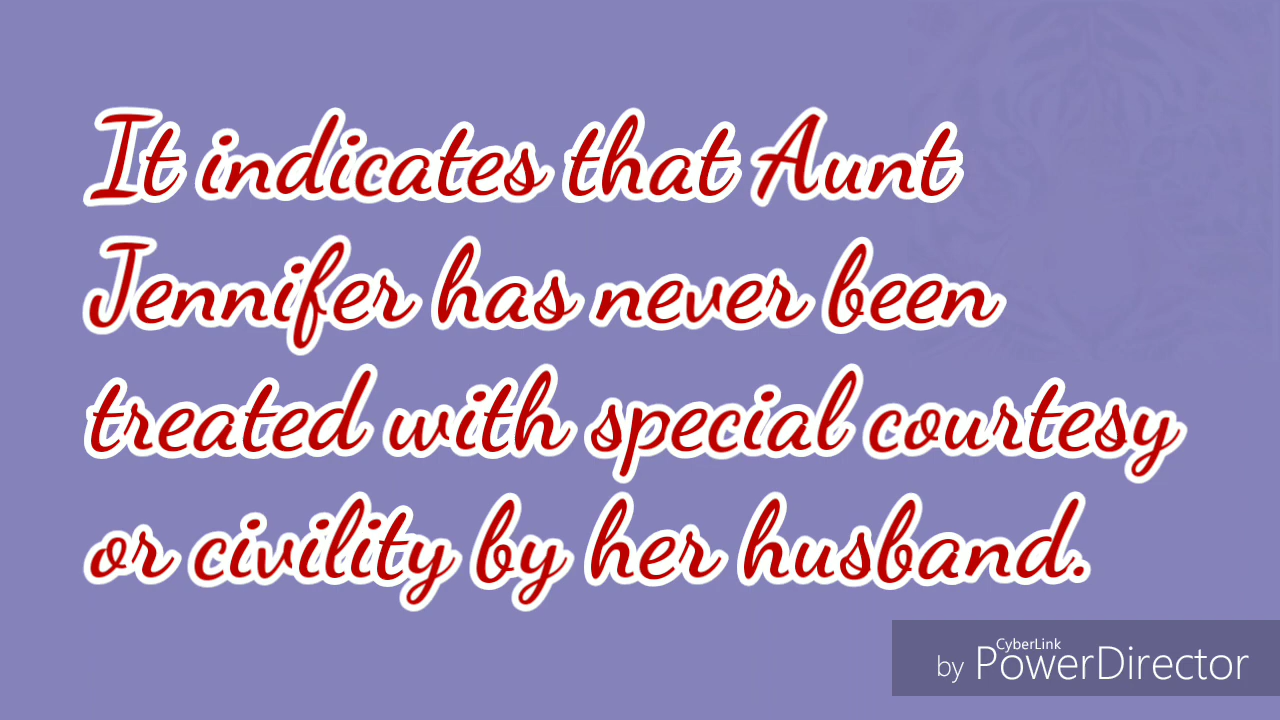 It indicates that Aunt
Jennifer has never been
treated with special courtesy
or civility by her husband.
CyberLink
by PowerDirector